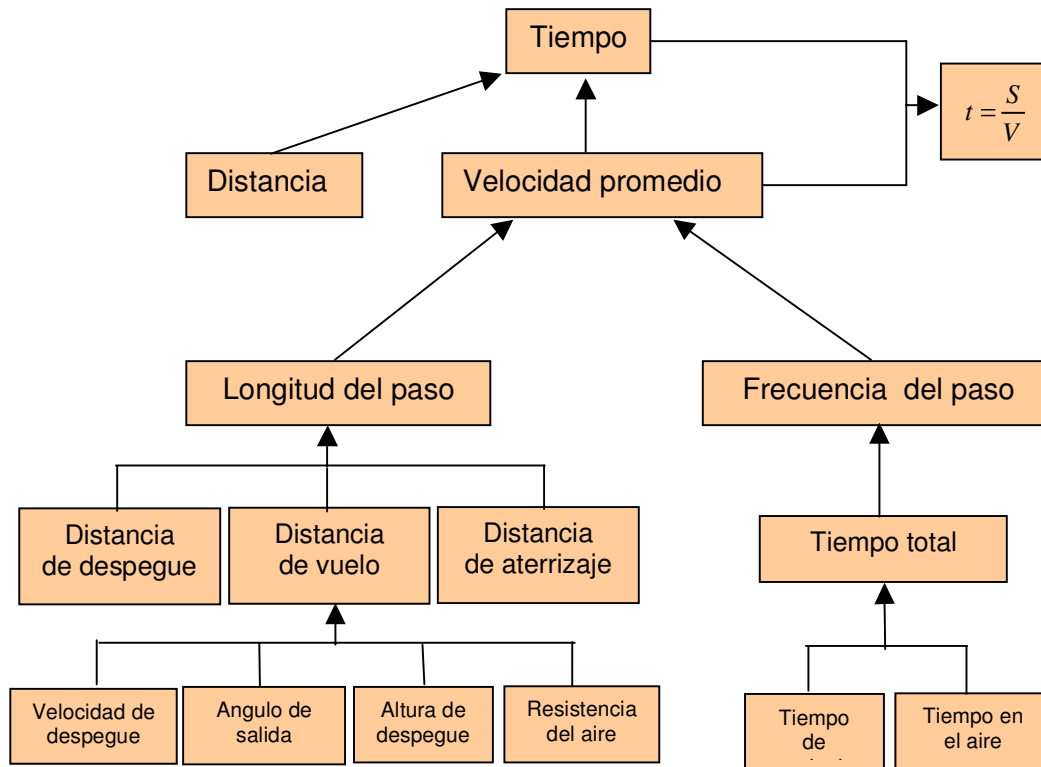 Tiempo
t = S/V
Distancia
Velocidad promedio
Longitud del paso
Frecuencia del paso
Distancia
de despegue
Distancia
de vuelo
Distancia
de aterrizaje
Tiempo total
Velocidad de
despegue
Angulo de
salida
Altura de
despegue
Resistencia
del aire
Tiempo
de
Tiempo en
el aire